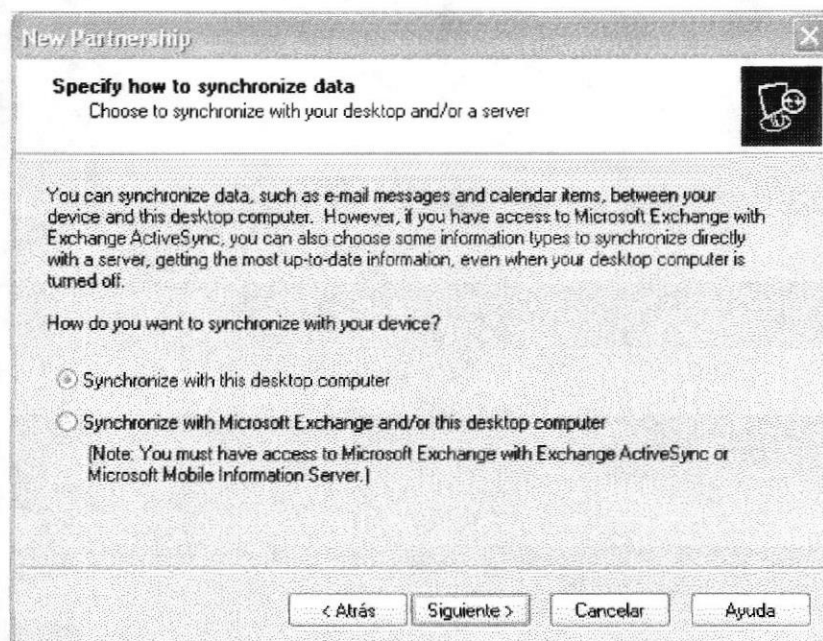 New Partnership
Specify how to synchronize data
Choose to synchronize with your desktop and/or a server
You can synchronize data, such as e-mail messages and calendar items, between your
device and this desktop computer. However, if you have access to Microsoft Exchange with
Exchange ActiveSync, you can also choose some information types to synchronize directly
with a server, getting the most up-to-date information, even when your desktop computer is
turned off.
How do you want to synchronize with your device?
Synchronize with this desktop computer
Synchronize with Microsoft Exchange and/or this desktop computer
(Note: You must have access to Microsoft Exchange with Exchange ActiveSync or
Microsoft Mobile Information Server.)
< Atrás Siguiente > Cancelar Ayuda